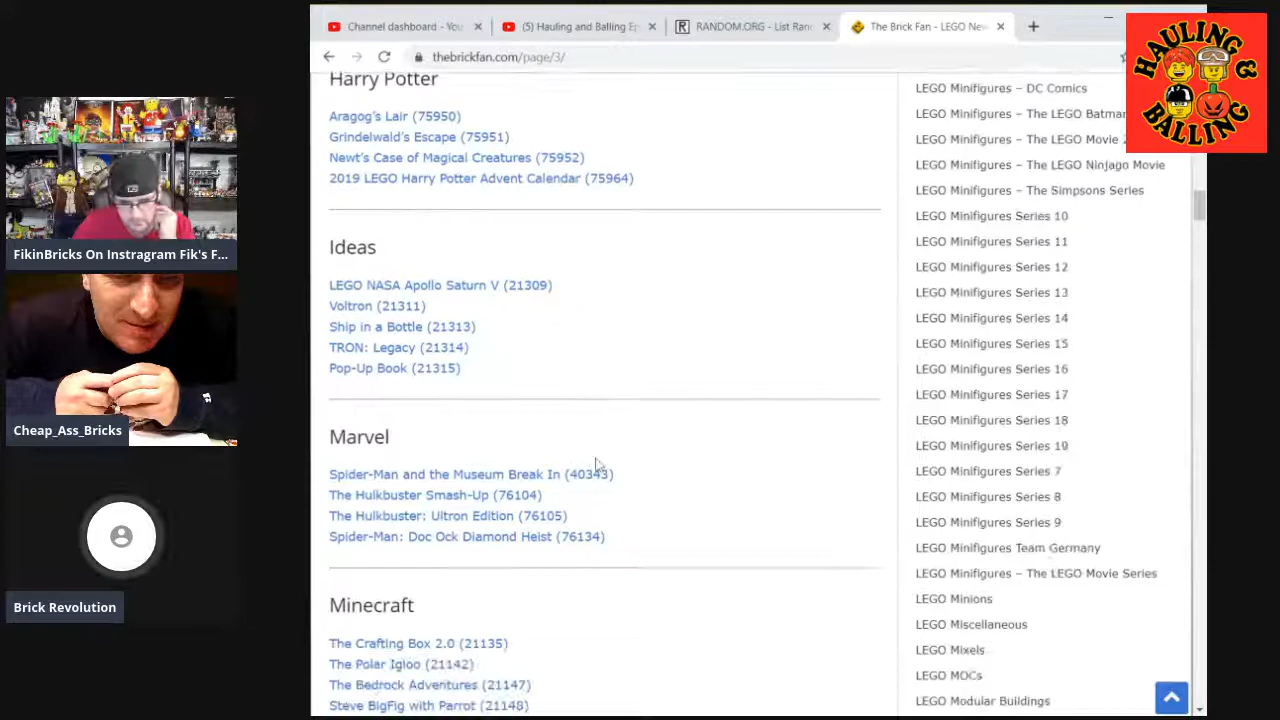 Channel dashboard - You
(5) Hauling and Balling Ep
RANDOM.ORG - List Ran
The Brick Fan - LEGO New
thebrickfan.com/page/3/
HAULING &
BALLING
FikinBricks On Instragram Fik's F...
Cheap_Ass_Bricks
Brick Revolution
Harry Potter
Aragog's Lair (75950)
Grindelwald's Escape (75951)
Newt's Case of Magical Creatures (75952)
2019 LEGO Harry Potter Advent Calendar (75964)
Ideas
LEGO NASA Apollo Saturn V (21309)
Voltron (21311)
Ship in a Bottle (21313)
TRON: Legacy (21314)
Pop-Up Book (21315)
Marvel
Spider-Man and the Museum Break In (40343)
The Hulkbuster Smash-Up (76104)
The Hulkbuster: Ultron Edition (76105)
Spider-Man: Doc Ock Diamond Heist (76134)
Minecraft
The Crafting Box 2.0 (21135)
The Polar Igloo (21142)
The Bedrock Adventures (21147)
Steve BigFig with Parrot (21148)
LEGO Minifigures – DC Comics
LEGO Minifigures – The LEGO Batman
LEGO Minifigures – The LEGO Movie 2
LEGO Minifigures – The LEGO Ninjago Movie
LEGO Minifigures – The Simpsons Series
LEGO Minifigures Series 10
LEGO Minifigures Series 11
LEGO Minifigures Series 12
LEGO Minifigures Series 13
LEGO Minifigures Series 14
LEGO Minifigures Series 15
LEGO Minifigures Series 16
LEGO Minifigures Series 17
LEGO Minifigures Series 18
LEGO Minifigures Series 19
LEGO Minifigures Series 7
LEGO Minifigures Series 8
LEGO Minifigures Series 9
LEGO Minifigures Team Germany
LEGO Minifigures – The LEGO Movie Series
LEGO Minions
LEGO Miscellaneous
LEGO Mixels
LEGO MOCs
LEGO Modular Buildings